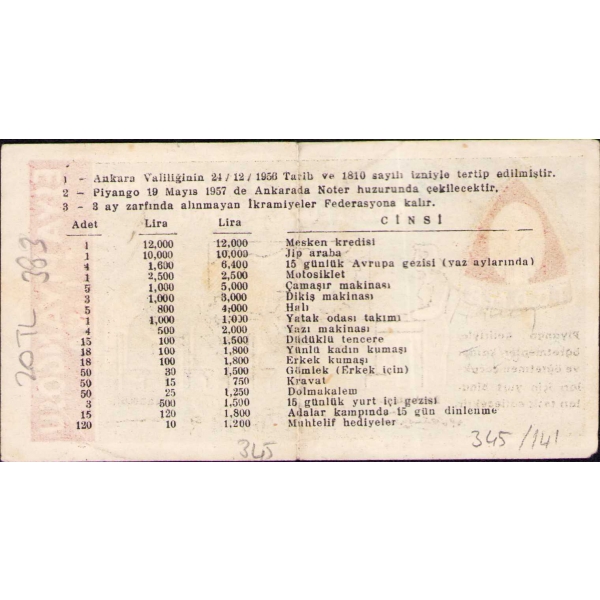 1 - Ankara Valiliğinin 24/12/1956 Tarih ve 1810 sayılı izniyle tertip edilmiştir.
2 - Piyango 19 Mayıs 1957 de Ankarada Noter huzurunda çekilecektir.
3 - 3 ay zarfında alınmayan İkramiyeler Federasyona kalır.
Adet Lira Lira CİNSİ
1 12,000 12,000 Mesken kredisi
1 10,000 10,000 Jip araba
4 1,600 6,400 15 günlük Avrupa gezisi (yaz aylarında)
1 2,500 2,500 Motosiklet
5 1,000 5,000 Çamaşır makinası
3 1,000 3,000 Dikiş makinası
5 800 4,000 Halı
1 1,000 1,000 Yatak odası takımı
4 500 2,000 Yazı makinası
15 100 1,500 Düdüklü tencere
18 100 1,800 Yünlü kadın kumaşı
18 100 1,800 Erkek kumaşı
50 30 1,500 Gömlek (Erkek için)
50 15 750 Kravat
50 25 1,250 Dolmakalem
3 500 1,500 15 günlük yurt içi gezisi
15 120 1,800 Adalar kampında 15 gün dinlenme
120 10 1,200 Muhtelif hediyeler
20TL 383
345
345/141